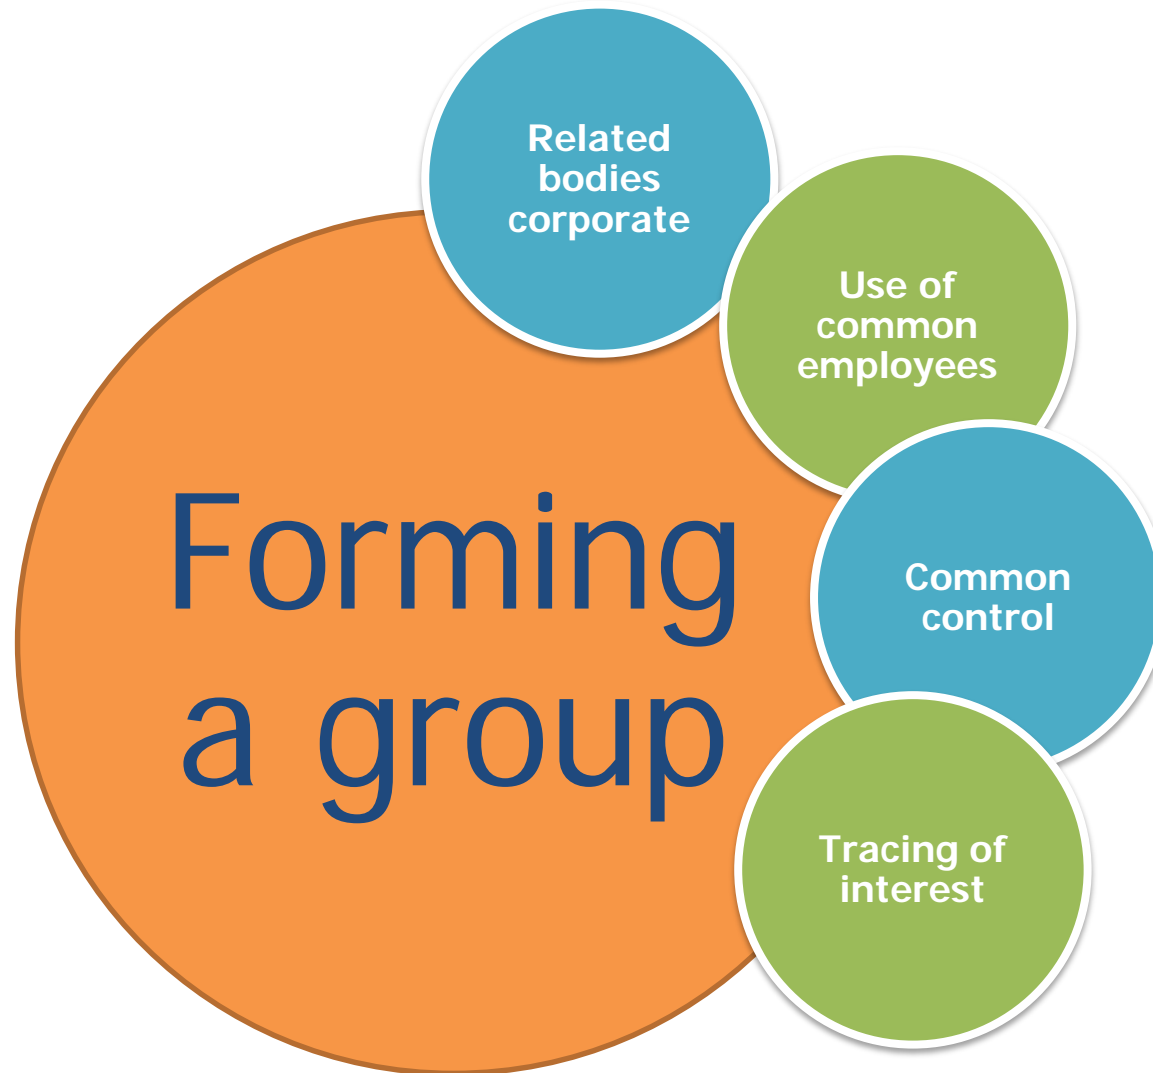 Related
bodies
corporate
Use of
common
employees
Common
control
Tracing of
interest
Forming
a group